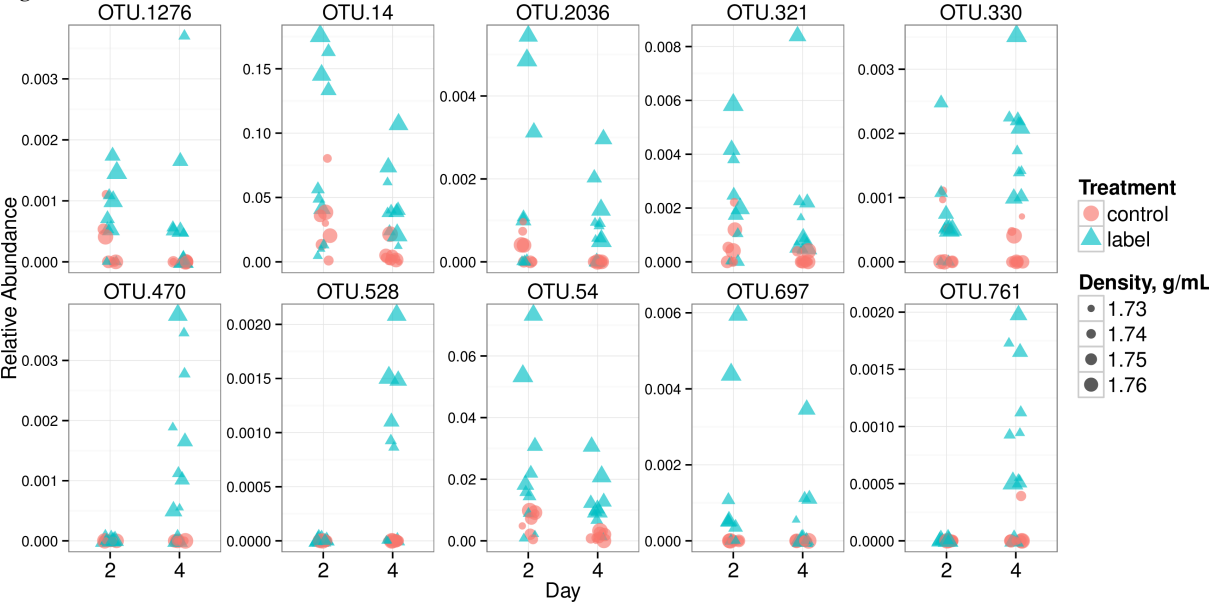 OTU.1276 OTU.14 OTU.2036 OTU.321 OTU.330
0.003 0.002 0.001 0.000
0.15 0.10 0.05 0.00
0.004 0.002 0.000
0.008 0.006 0.004 0.002 0.000
0.003 0.002 0.001 0.000
Relative Abundance
OTU.470 OTU.528 OTU.54 OTU.697 OTU.761
0.003 0.002 0.001 0.000
0.0020 0.0015 0.0010 0.0005 0.0000
0.06 0.04 0.02 0.00
0.006 0.004 0.002 0.000
0.0020 0.0015 0.0010 0.0005 0.0000
2 4 2 4 2 4 2 4 2 4
Day
Treatment
control
label
Density, g/mL
1.73
1.74
1.75
1.76